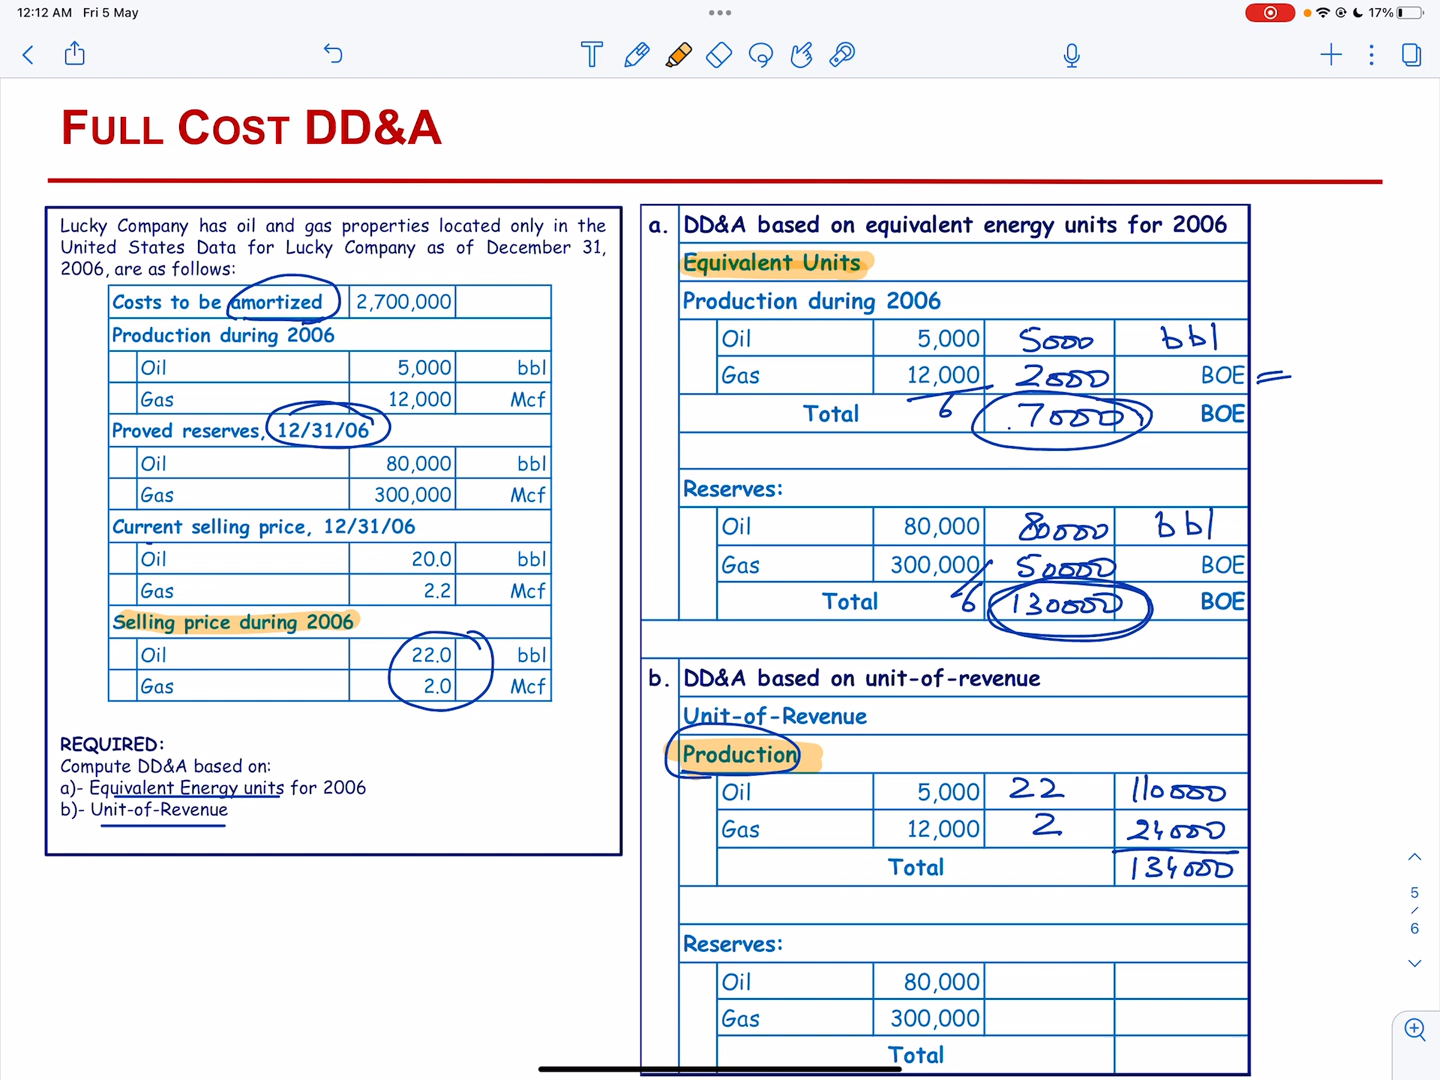 12:12 AM Fri 5 May
17%
FULL COST DD&A
Lucky Company has oil and gas properties located only in the
United States Data for Lucky Company as of December 31,
2006, are as follows:
Costs to be amortized 2,700,000
Production during 2006
Oil 5,000 bbl
Gas 12,000 Mcf
Proved reserves, 12/31/06
Oil 80,000 bbl
Gas 300,000 Mcf
Current selling price, 12/31/06
Oil 20.0 bbl
Gas 2.2 Mcf
Selling price during 2006
Oil 22.0 bbl
Gas 2.0 Mcf
REQUIRED:
Compute DD&A based on:
a)- Equivalent Energy units for 2006
b)- Unit-of-Revenue
a. DD&A based on equivalent energy units for 2006
Equivalent Units
Production during 2006
Oil 5,000 5000 bbl
Gas 12,000 2000 BOE
Total 6 7000 BOE
Reserves:
Oil 80,000 80000 bbl
Gas 300,000 50000 BOE
Total 6 130000 BOE
b. DD&A based on unit-of-revenue
Unit-of-Revenue
Production
Oil 5,000 22 110000
Gas 12,000 2 24000
Total 134000
Reserves:
Oil 80,000
Gas 300,000
Total
5
/
6